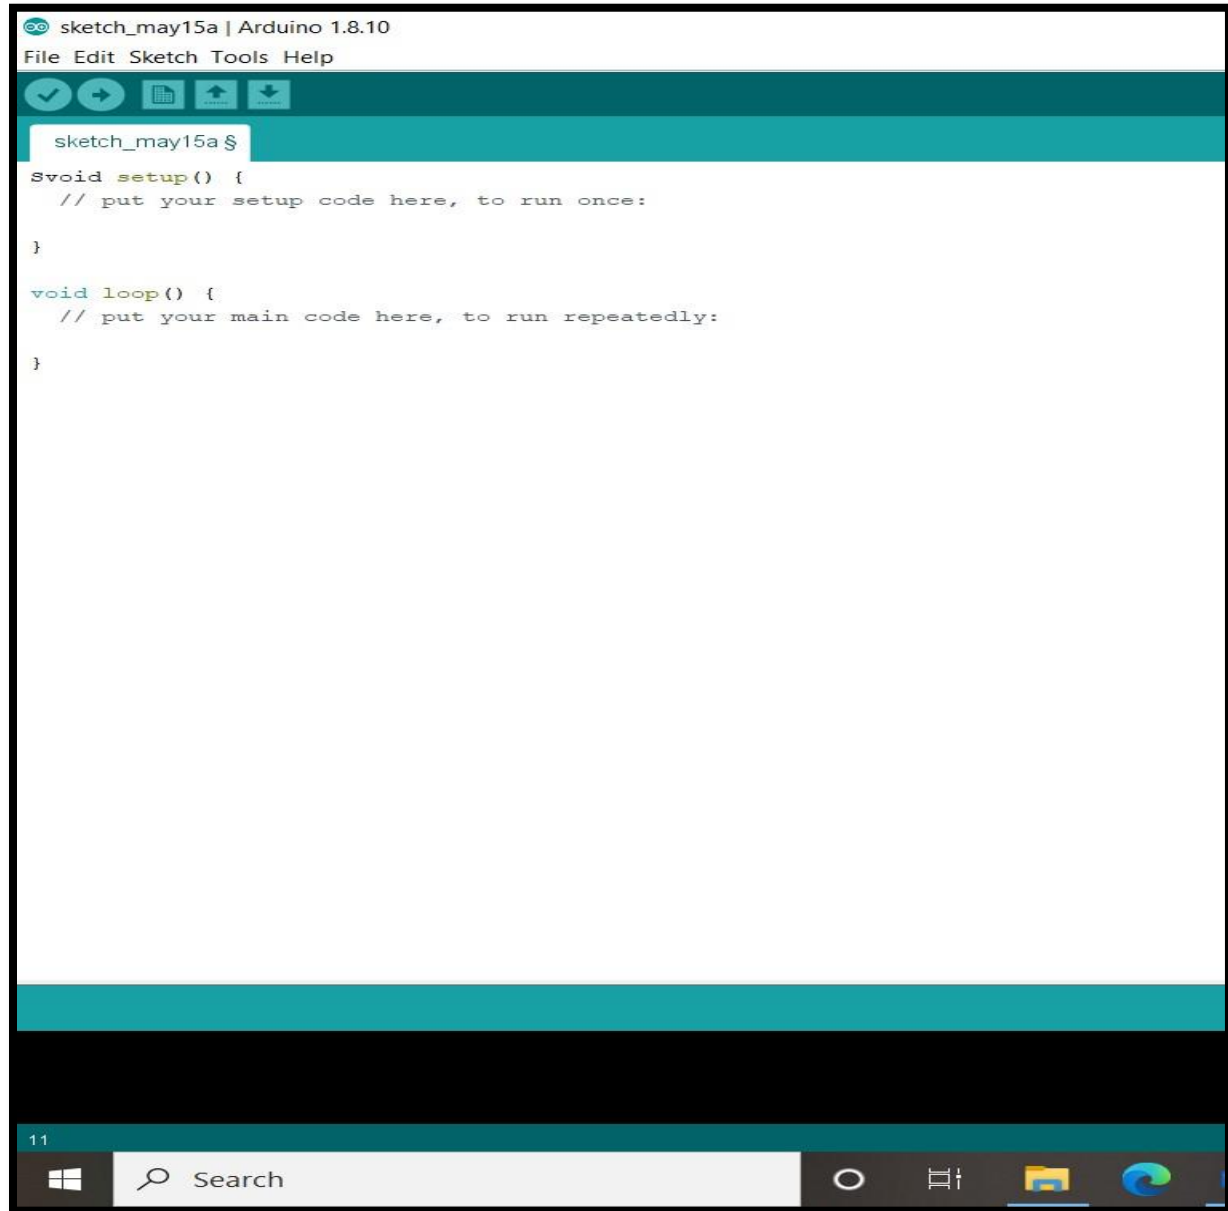 sketch_may15a | Arduino 1.8.10
File Edit Sketch Tools Help
sketch_may15a §
Svoid setup() {
  // put your setup code here, to run once:
}
void loop() {
  // put your main code here, to run repeatedly:
}
11
Search